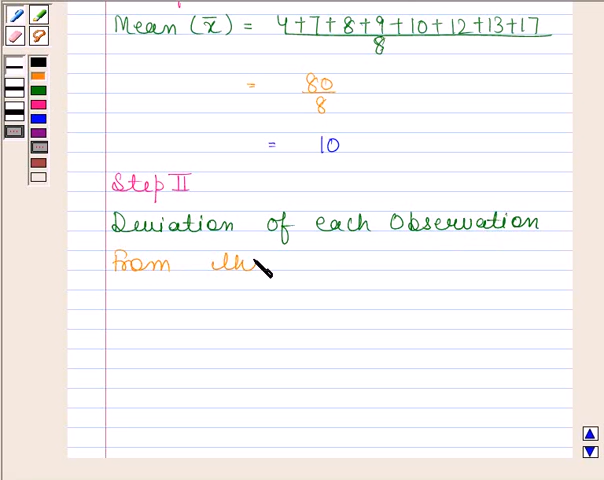 Mean (x̄) = 4+7+8+9+10+12+13+17
8
= 80
8
= 10
Step II
Deviation of each Observation
From